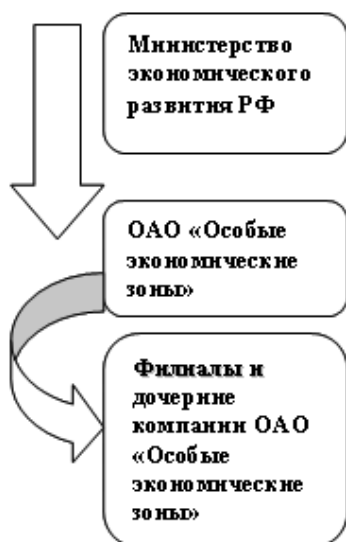 Министерство
экономического
развития РФ
ОАО «Особые
экономические
зоны»
Филиалы и
дочерние
компании ОАО
«Особые
экономические
зоны»